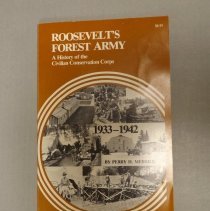 ROOSEVELT'S
FOREST ARMY
A History of the
Civilian Conservation Corps
1933-1942
BY PERRY H. MERRILL